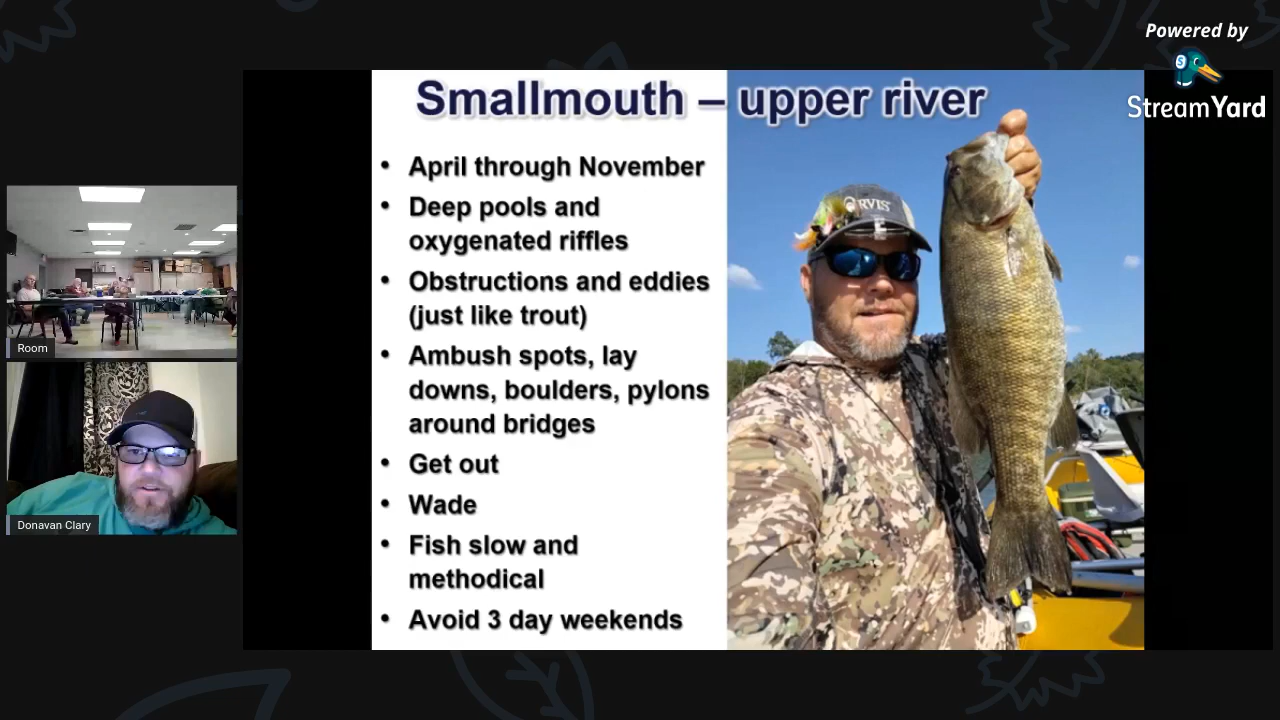 Powered by
StreamYard
Smallmouth – upper river
• April through November
• Deep pools and
oxygenated riffles
• Obstructions and eddies
(just like trout)
• Ambush spots, lay
downs, boulders, pylons
around bridges
• Get out
• Wade
• Fish slow and
methodical
• Avoid 3 day weekends
ORVIS
Room
Donavan Clary